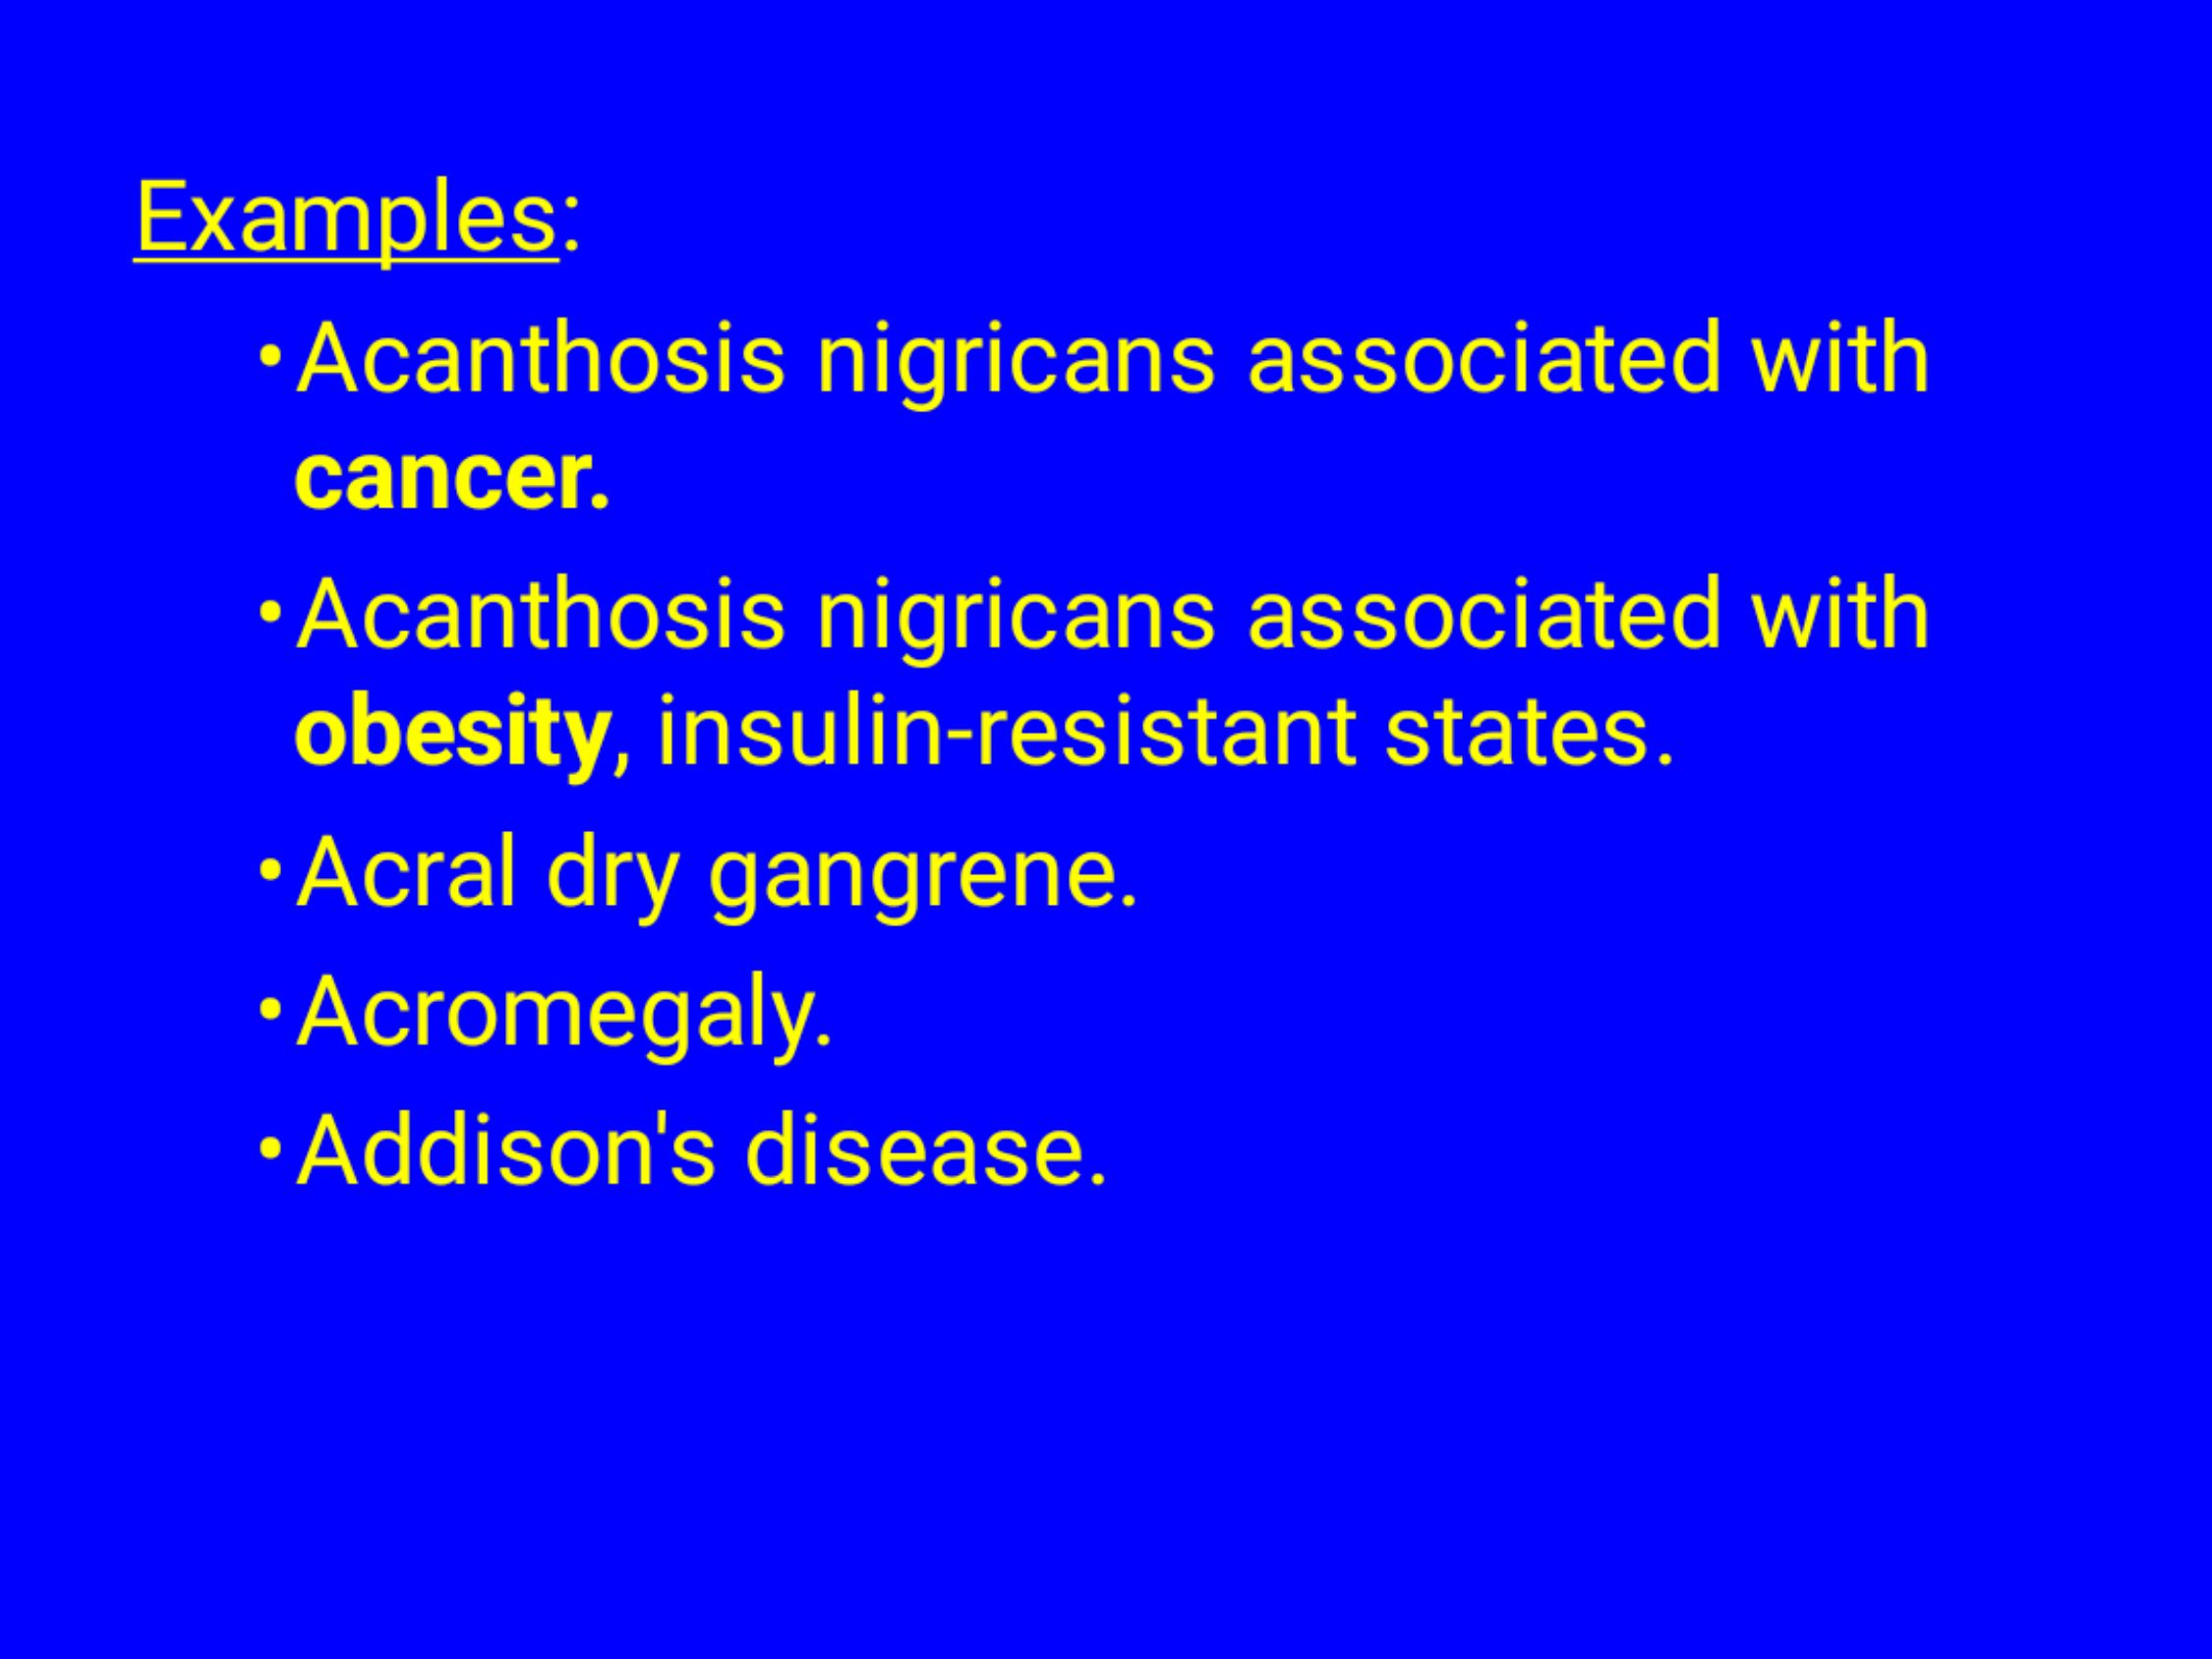 Examples:
•Acanthosis nigricans associated with
cancer.
•Acanthosis nigricans associated with
obesity, insulin-resistant states.
•Acral dry gangrene.
•Acromegaly.
•Addison's disease.